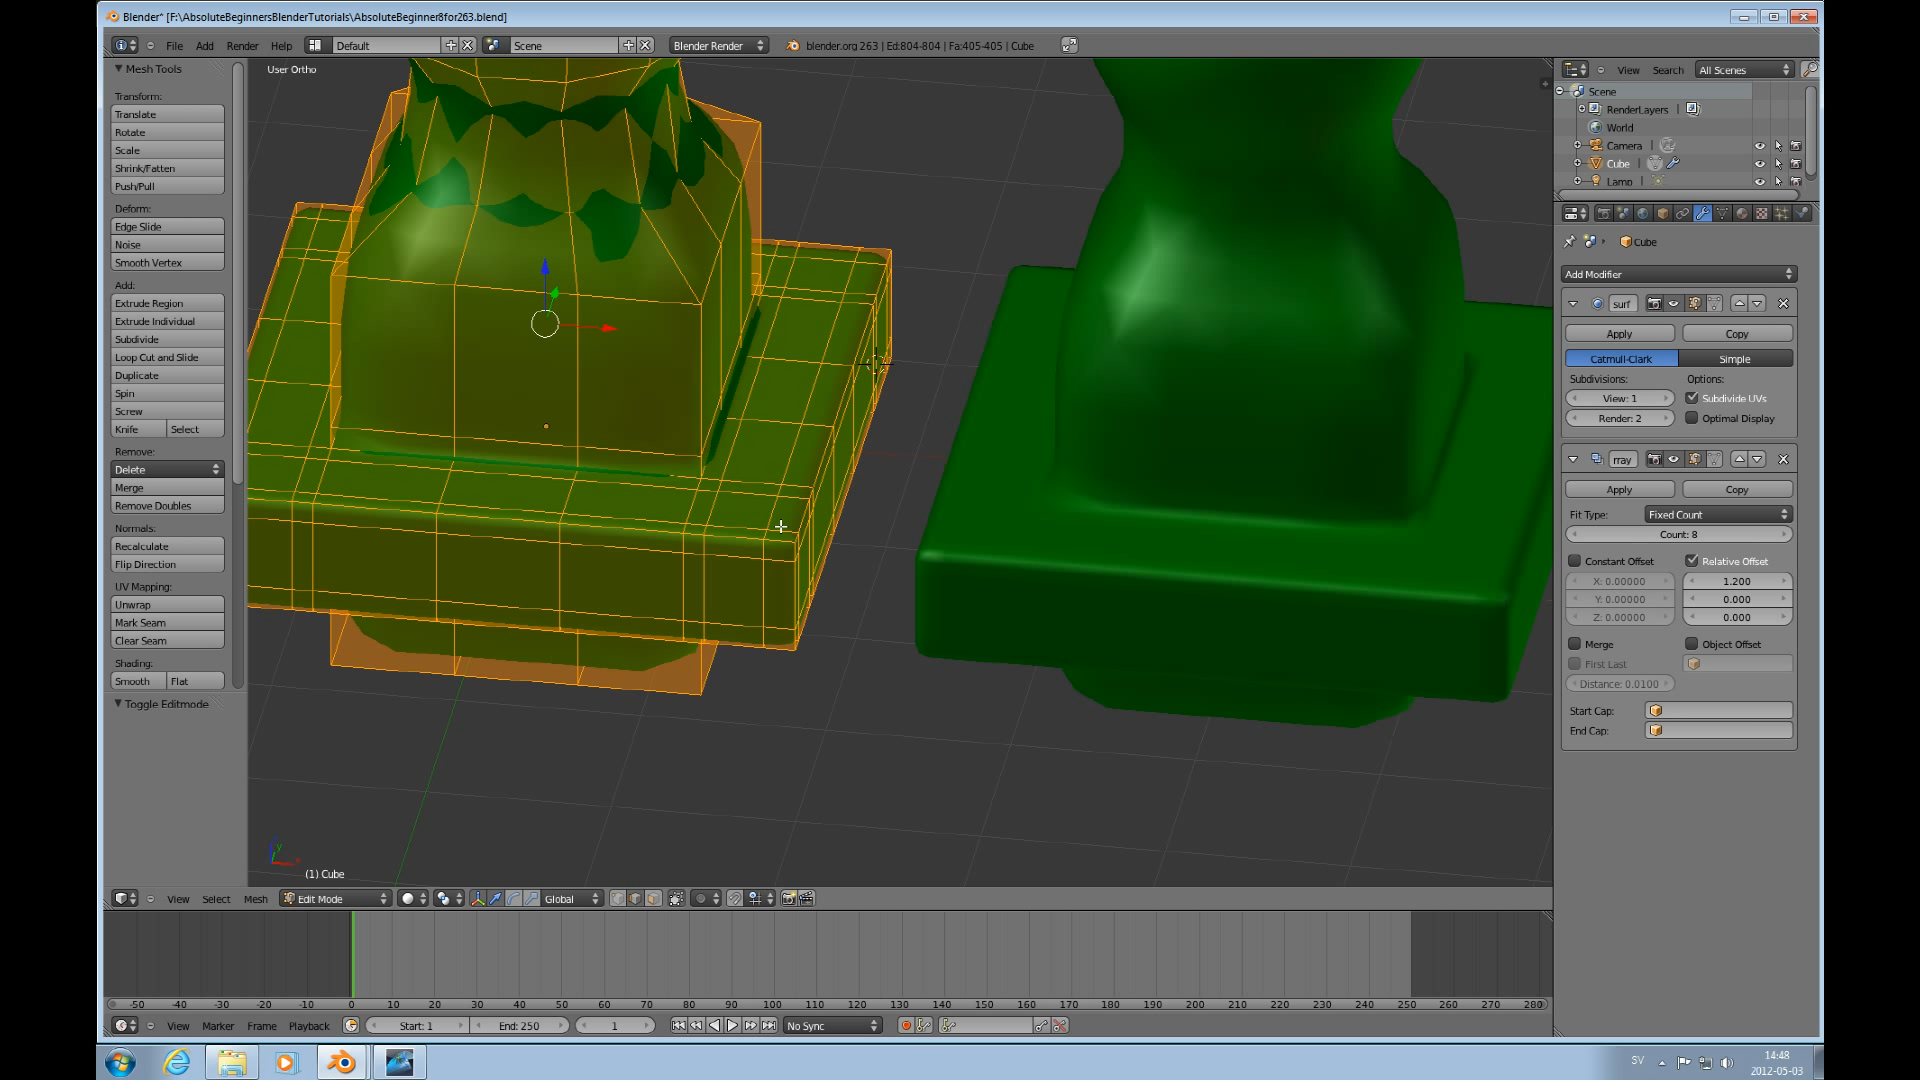 Blender* [F:\AbsoluteBeginnersBlenderTutorials\AbsoluteBeginner8for263.blend]
File Add Render Help Default Scene Blender Render blender.org 263 | Ed:804-804 | Fa:405-405 | Cube
Mesh Tools
Transform:
Translate
Rotate
Scale
Shrink/Fatten
Push/Pull
Deform:
Edge Slide
Noise
Smooth Vertex
Add:
Extrude Region
Extrude Individual
Subdivide
Loop Cut and Slide
Duplicate
Spin
Screw
Knife Select
Remove:
Delete
Merge
Remove Doubles
Normals:
Recalculate
Flip Direction
UV Mapping:
Unwrap
Mark Seam
Clear Seam
Shading:
Smooth Flat
Toggle Editmode
User Ortho
(1) Cube
View Select Mesh Edit Mode Global
View Search All Scenes
Scene
RenderLayers
World
Camera
Cube
Lamp
Cube
Add Modifier
surf
Apply Copy
Catmull-Clark Simple
Subdivisions: Options:
View: 1 Subdivide UVs
Render: 2 Optimal Display
rray
Apply Copy
Fit Type: Fixed Count
Count: 8
Constant Offset Relative Offset
X: 0.00000 1.200
Y: 0.00000 0.000
Z: 0.00000 0.000
Merge Object Offset
First Last
Distance: 0.0100
Start Cap:
End Cap:
-50 -40 -30 -20 -10 0 10 20 30 40 50 60 70 80 90 100 110 120 130 140 150 160 170 180 190 200 210 220 230 240 250 260 270 280
View Marker Frame Playback Start: 1 End: 250 1 No Sync
SV
14:48
2012-05-03